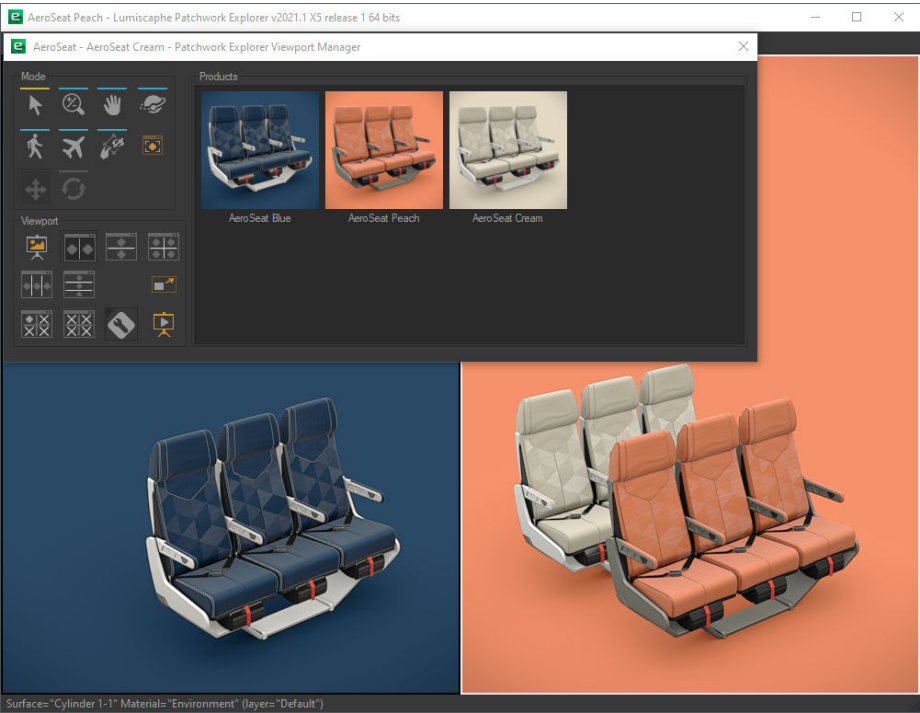 AeroSeat Peach - Lumiscaphe Patchwork Explorer v2021.1 X5 release 1 64 bits
AeroSeat - AeroSeat Cream - Patchwork Explorer Viewport Manager
Mode
Products
AeroSeat Blue
AeroSeat Peach
AeroSeat Cream
Viewport
Surface="Cylinder 1-1" Material="Environment" (layer="Default")